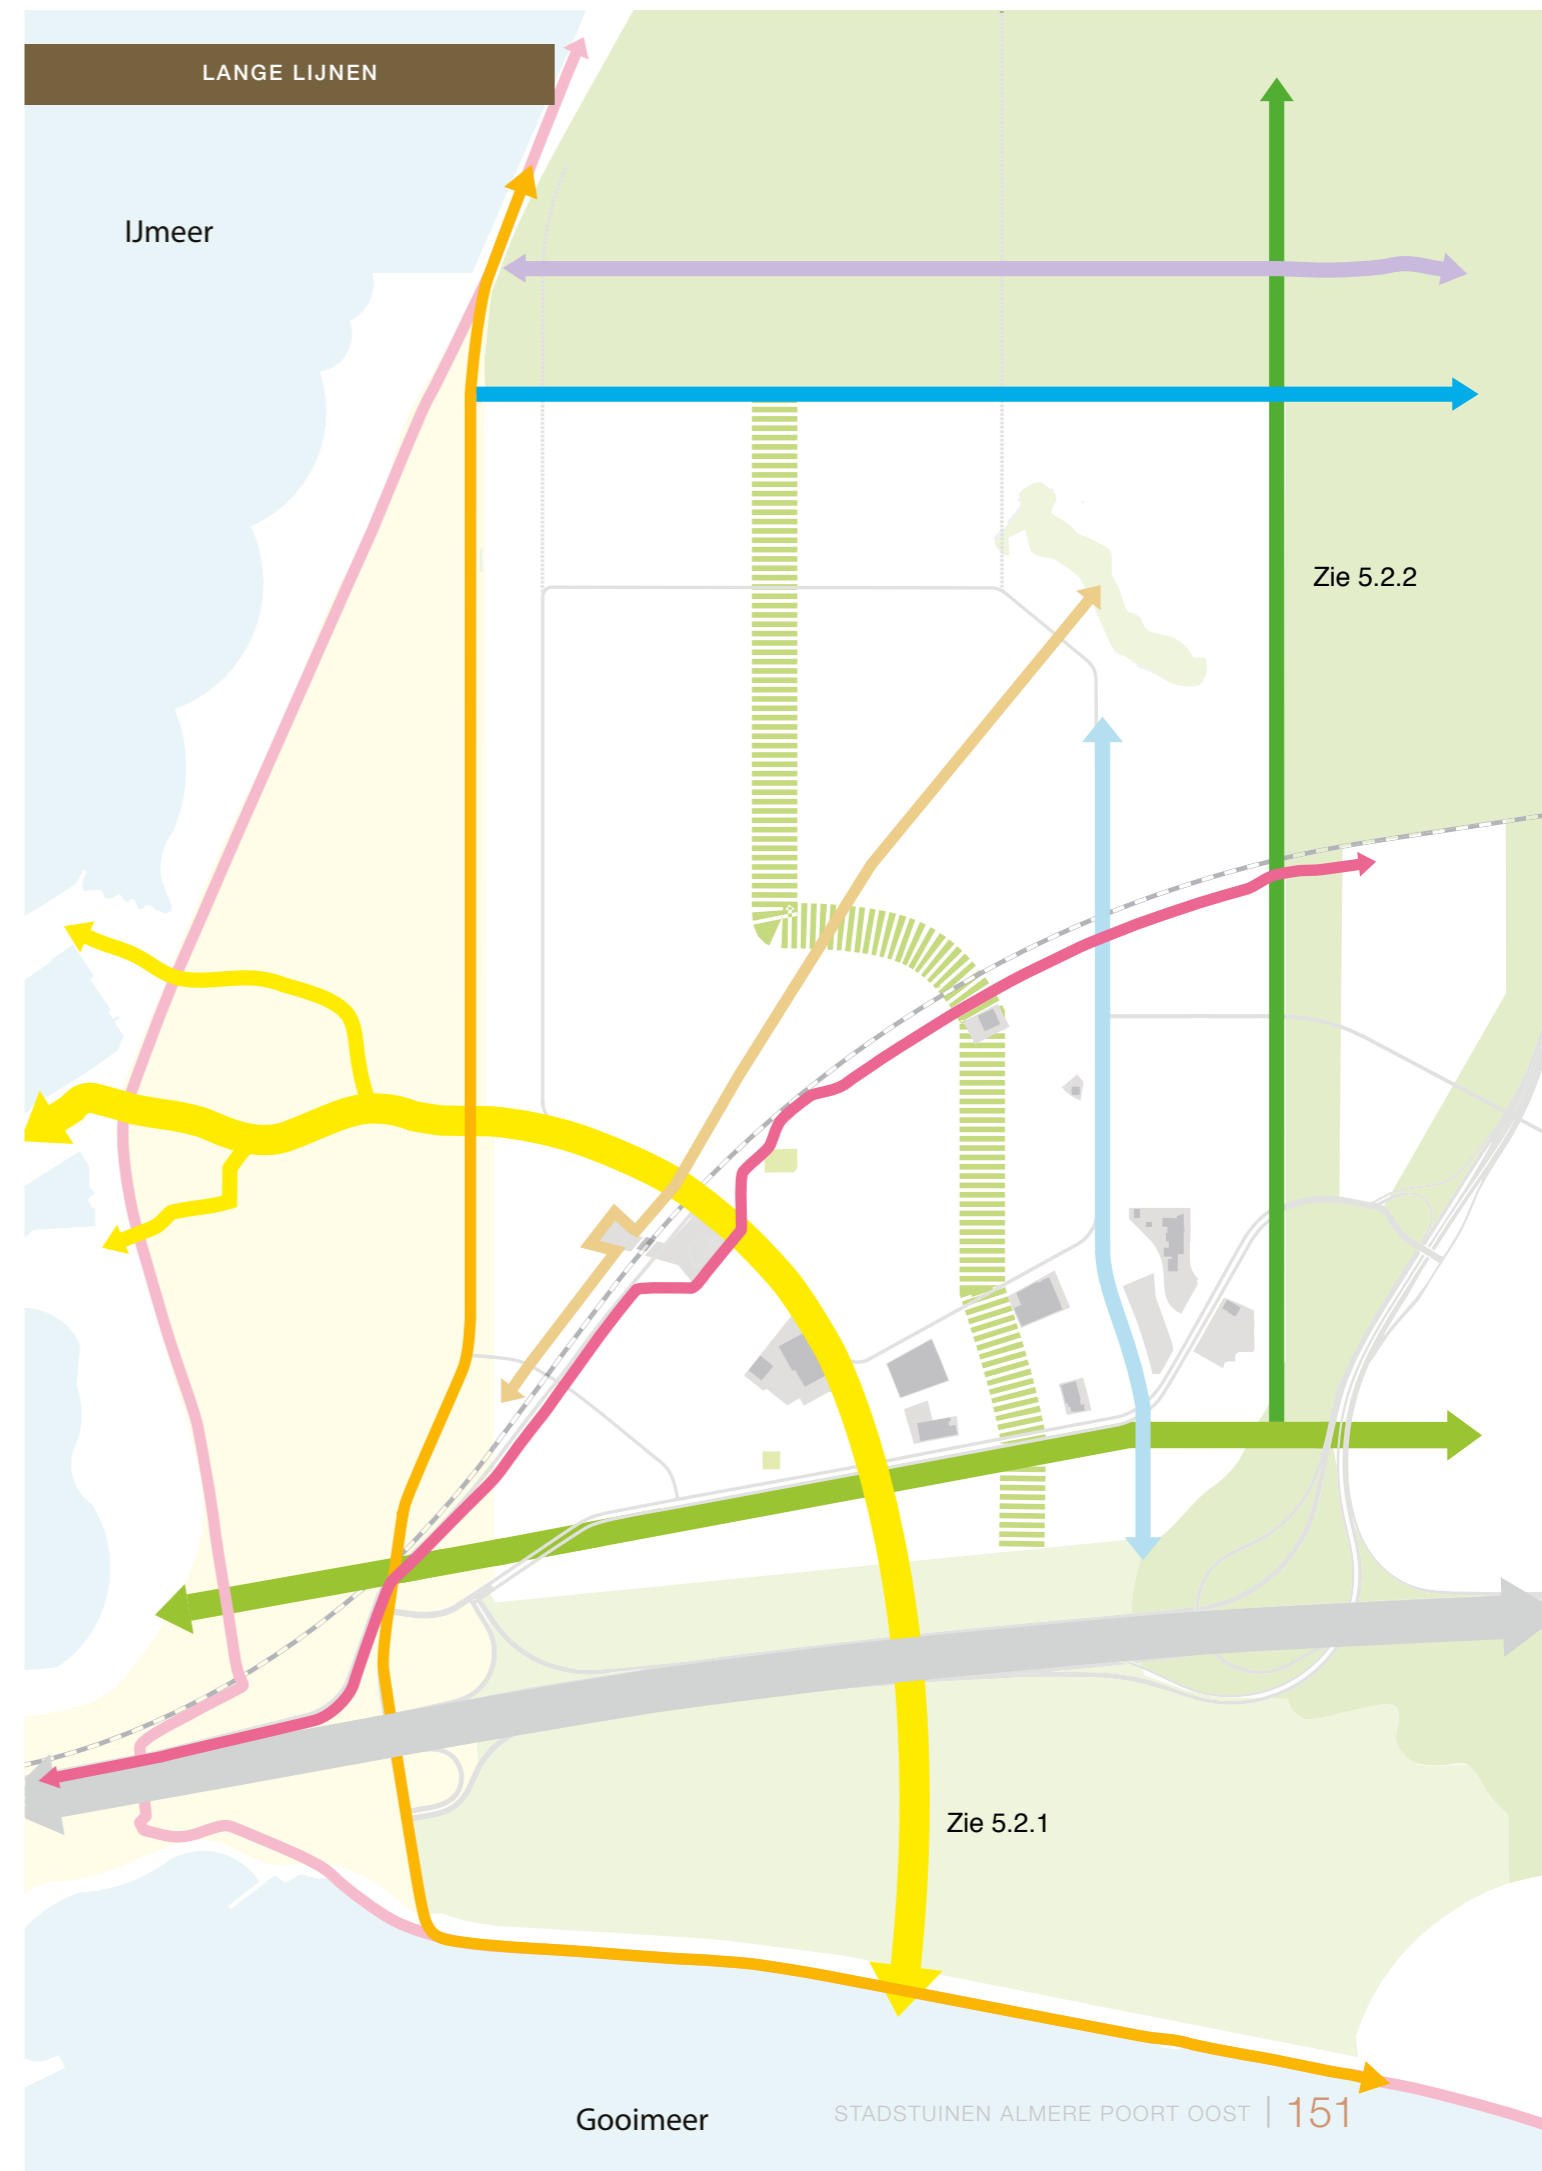 LANGE LIJNEN
IJmeer
Zie 5.2.2
Zie 5.2.1
Gooimeer
STADSTUINEN ALMERE POORT OOST | 151